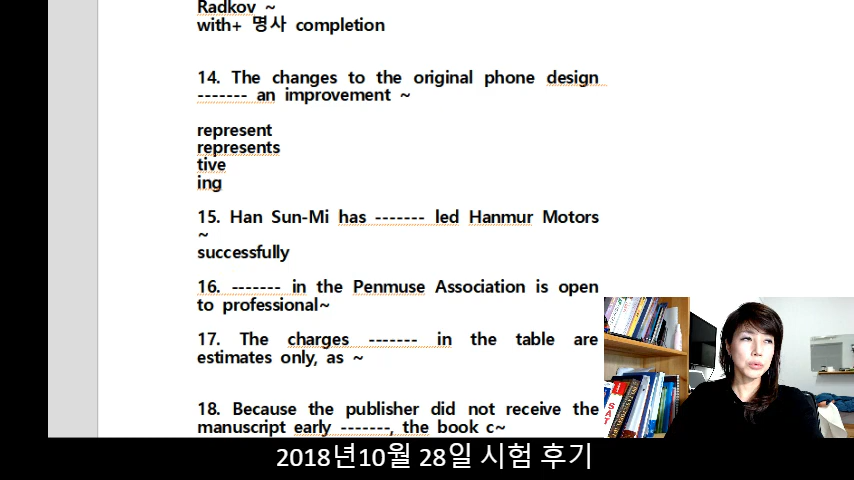 Radkov ~
with+ 명사 completion
14. The changes to the original phone design
------- an improvement ~
represent
represents
tive
ing
15. Han Sun-Mi has ------- led Hanmur Motors
~
successfully
16. ------- in the Penmuse Association is open
to professional~
17. The charges ------- in the table are
estimates only, as ~
18. Because the publisher did not receive the
manuscript early -------, the book c~
SAT
2018년10월 28일 시험 후기